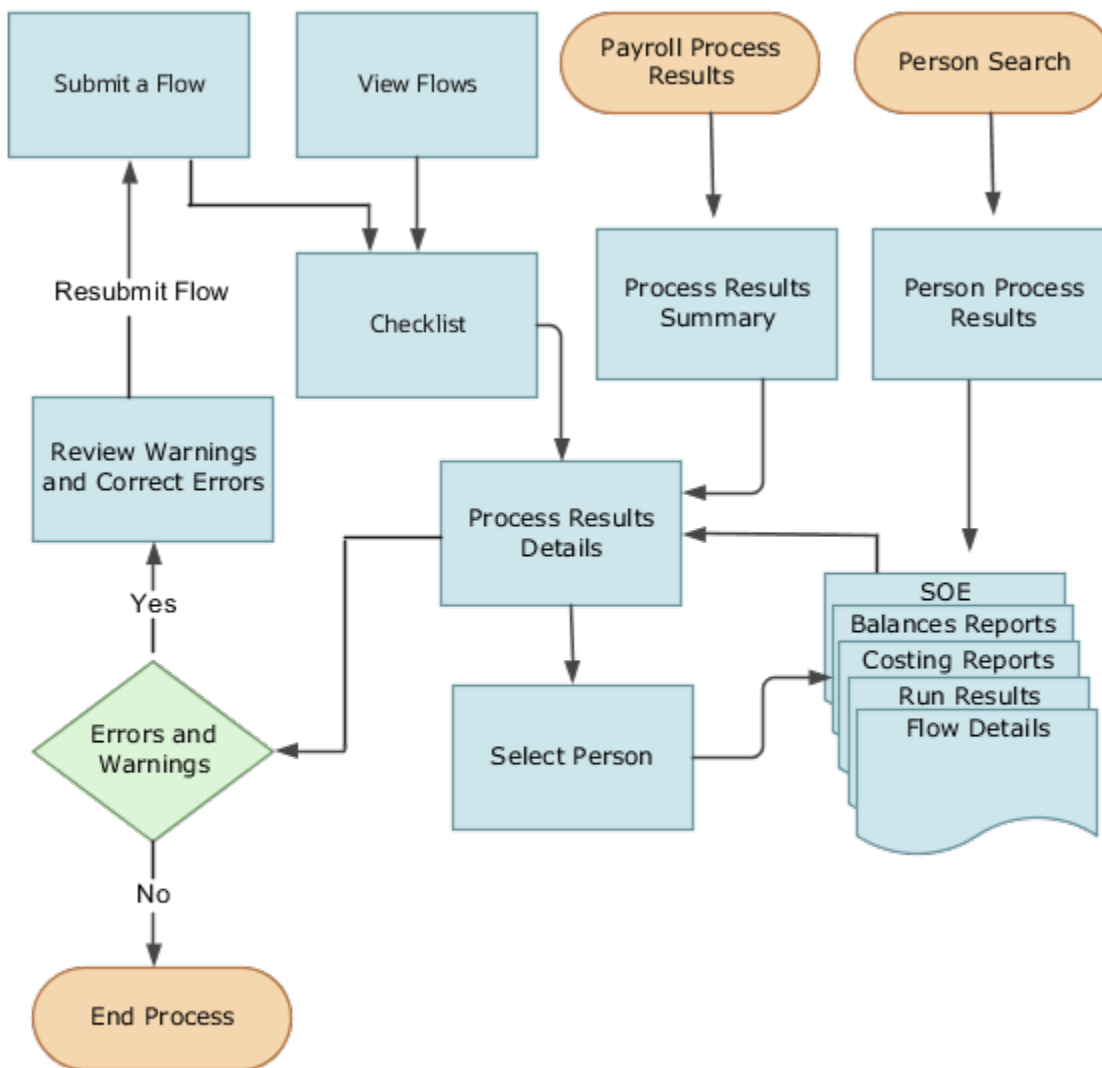 Submit a Flow
View Flows
Payroll Process
Results
Person Search
Resubmit Flow
Checklist
Process Results
Summary
Person Process
Results
Review Warnings
and Correct Errors
Process Results
Details
Yes
SOE
Balances Reports
Costing Reports
Run Results
Flow Details
Errors and
Warnings
Select Person
No
End Process